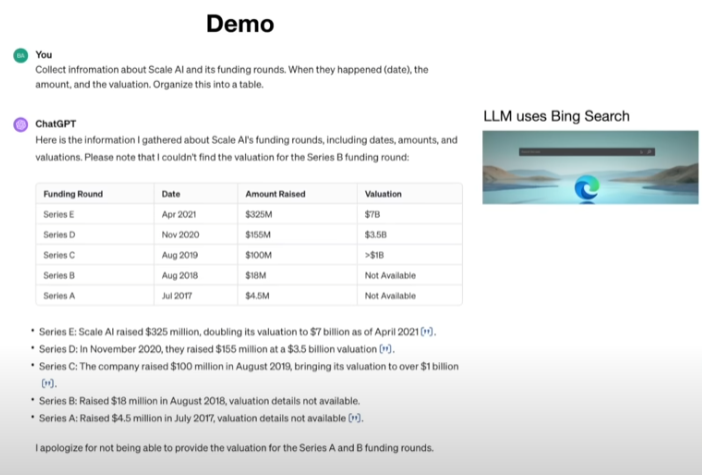 Demo
You
Collect infromation about Scale AI and its funding rounds. When they happened (date), the
amount, and the valuation. Organize this into a table.
ChatGPT
Here is the information I gathered about Scale AI's funding rounds, including dates, amounts, and
valuations. Please note that I couldn't find the valuation for the Series B funding round:
Funding Round Date Amount Raised Valuation
Series E Apr 2021 $325M $7B
Series D Nov 2020 $155M $3.5B
Series C Aug 2019 $100M >$1B
Series B Aug 2018 $18M Not Available
Series A Jul 2017 $4.5M Not Available
• Series E: Scale AI raised $325 million, doubling its valuation to $7 billion as of April 2021 ["].
• Series D: In November 2020, they raised $155 million at a $3.5 billion valuation ["].
• Series C: The company raised $100 million in August 2019, bringing its valuation to over $1 billion
["].
• Series B: Raised $18 million in August 2018, valuation details not available.
• Series A: Raised $4.5 million in July 2017, valuation details not available ["].
I apologize for not being able to provide the valuation for the Series A and B funding rounds.
LLM uses Bing Search